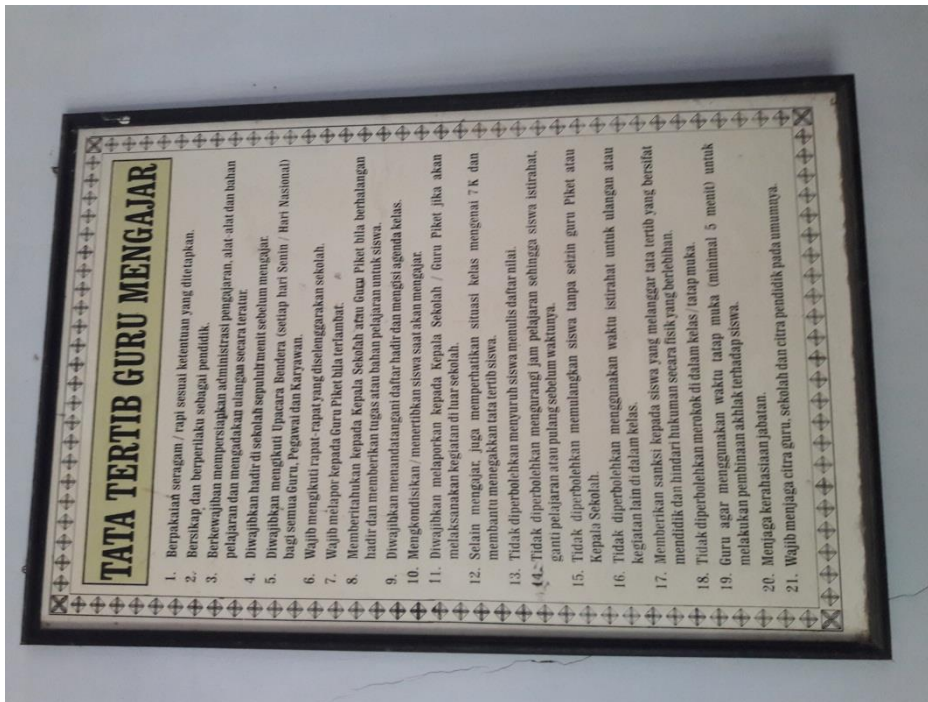 TATA TERTIB GURU MENGAJAR
1. Berpakaian seragam / rapi sesuai ketentuan yang ditetapkan.
2. Bersikap dan berperilaku sebagai pendidik.
3. Berkewajiban mempersiapkan administrasi pengajaran, alat-alat dan bahan
pelajaran dan mengadakan ulangan secara teratur.
4. Diwajibkan hadir di sekolah sepuluh menit sebelum mengajar.
5. Diwajibkan mengikuti Upacara Bendera (setiap hari Senin / Hari Nasional)
bagi semua Guru, Pegawai dan Karyawan.
6. Wajib mengikuti rapat-rapat yang diselenggarakan sekolah.
7. Wajib melapor kepada Guru Piket bila terlambat.
8. Memberitahukan kepada Kepala Sekolah atau Guru Piket bila berhalangan
hadir dan memberikan tugas atau bahan pelajaran untuk siswa.
9. Diwajibkan menandatangani daftar hadir dan mengisi agenda kelas.
10. Mengkondisikan / menertibkan siswa saat akan mengajar.
11. Diwajibkan melaporkan kepada Kepala Sekolah / Guru Piket jika akan
melaksanakan kegiatan di luar sekolah.
12. Selain mengajar, juga memperhatikan situasi kelas mengenai 7 K dan
membantu menegakkan tata tertib siswa.
13. Tidak diperbolehkan menyuruh siswa menulis daftar nilai.
14. Tidak diperbolehkan mengurangi jam pelajaran sehingga siswa istirahat,
ganti pelajaran atau pulang sebelum waktunya.
15. Tidak diperbolehkan memulangkan siswa tanpa seizin guru Piket atau
Kepala Sekolah.
16. Tidak diperbolehkan menggunakan waktu istirahat untuk ulangan atau
kegiatan lain di dalam kelas.
17. Memberikan sanksi kepada siswa yang melanggar tata tertib yang bersifat
mendidik dan hindari hukuman secara fisik yang berlebihan.
18. Tidak diperbolehkan merokok di dalam kelas / tatap muka.
19. Guru agar menggunakan waktu tatap muka (minimal 5 menit) untuk
melakukan pembinaan akhlak terhadap siswa.
20. Menjaga kerahasiaan jabatan.
21. Wajib menjaga citra guru, sekolah dan citra pendidik pada umumnya.